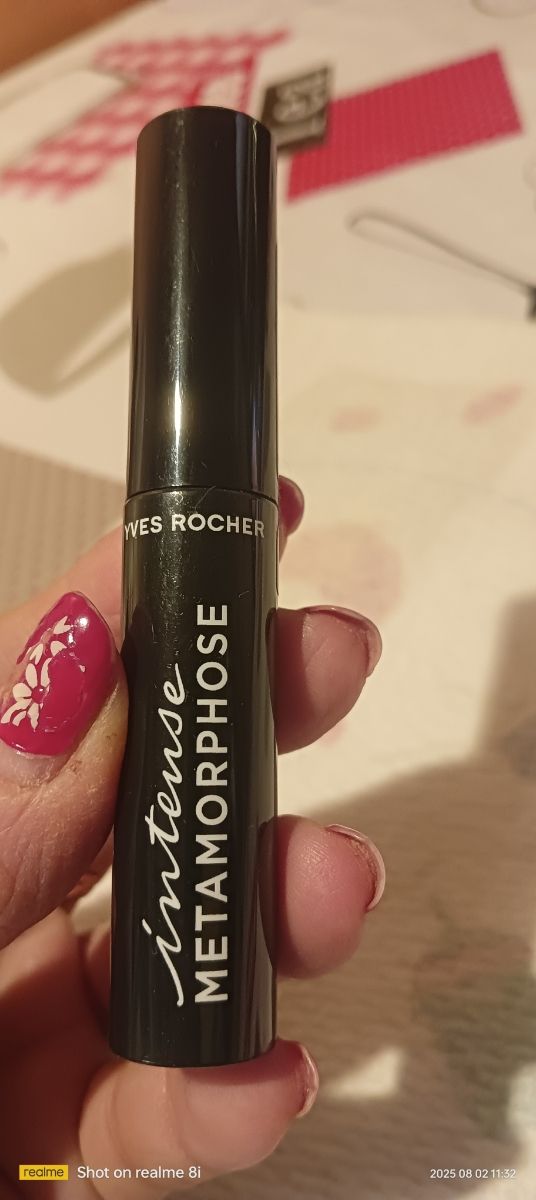 YVES ROCHER
intense
METAMORPHOSE
realme Shot on realme 8i
2025 08 02 11:32